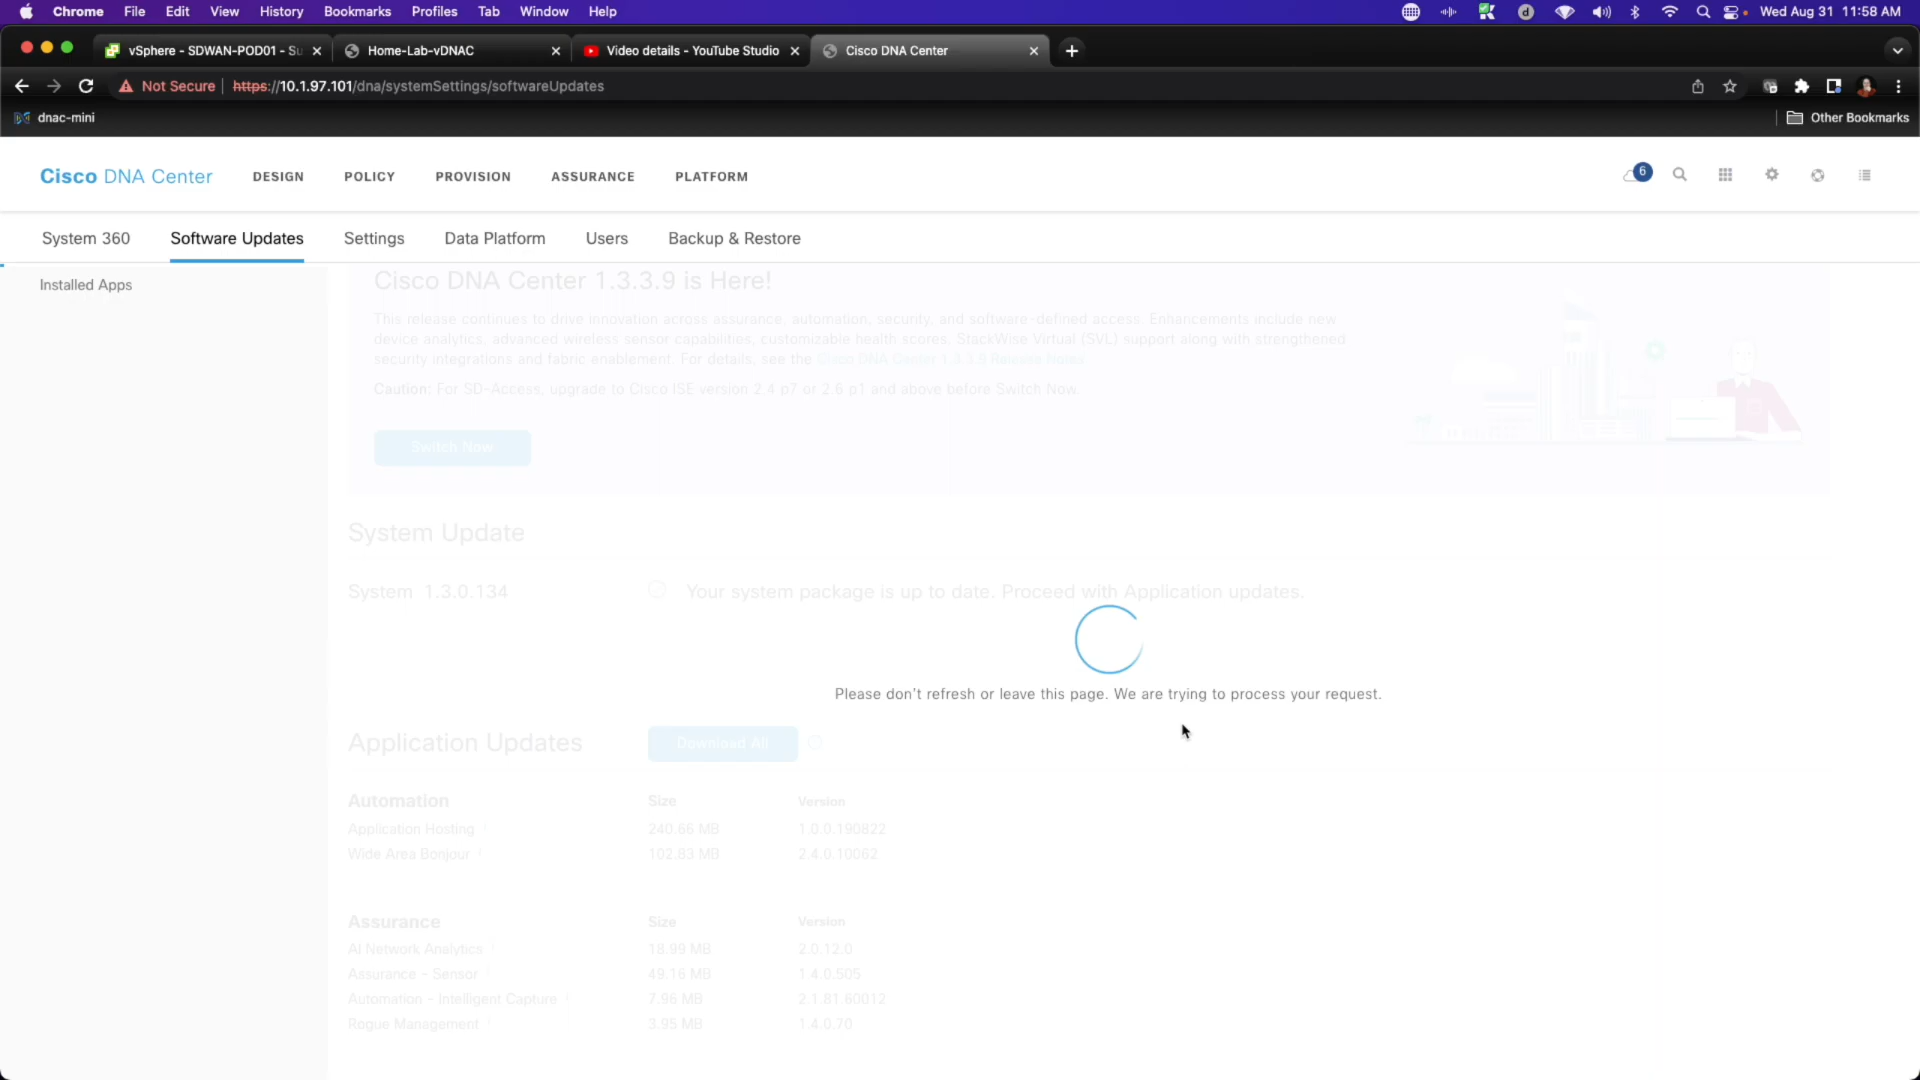 Chrome File Edit View History Bookmarks Profiles Tab Window Help Wed Aug 31 11:58 AM
vSphere - SDWAN-POD01 - Su Home-Lab-vDNAC Video details - YouTube Studio Cisco DNA Center
Not Secure https://10.1.97.101/dna/systemSettings/softwareUpdates
dnac-mini Other Bookmarks
Cisco DNA Center DESIGN POLICY PROVISION ASSURANCE PLATFORM 6
System 360 Software Updates Settings Data Platform Users Backup & Restore
Installed Apps
Cisco DNA Center 1.3.3.9 is Here!
This release continues to drive innovation across assurance, automation, security, and software-defined access. Enhancements include new
device analytics, advanced wireless sensor capabilities, customizable health scores. StackWise Virtual (SVL) support along with strengthened
security integrations and fabric enablement. For details, see the Cisco DNA Center 1.3.3.9 Release Notes.
Caution: For SD-Access, upgrade to Cisco ISE version 2.4 p7 or 2.6 p1 and above before Switch Now.
Switch Now
System Update
System 1.3.0.134 Your system package is up to date. Proceed with Application updates.
Please don't refresh or leave this page. We are trying to process your request.
Application Updates Download All
Automation Size Version
Application Hosting 240.66 MB 1.0.0.190822
Wide Area Bonjour 102.83 MB 2.4.0.10062
Assurance Size Version
AI Network Analytics 18.99 MB 2.0.12.0
Assurance - Sensor 49.16 MB 1.4.0.505
Automation - Intelligent Capture 7.96 MB 2.1.81.60012
Rogue Management 3.95 MB 1.4.0.70